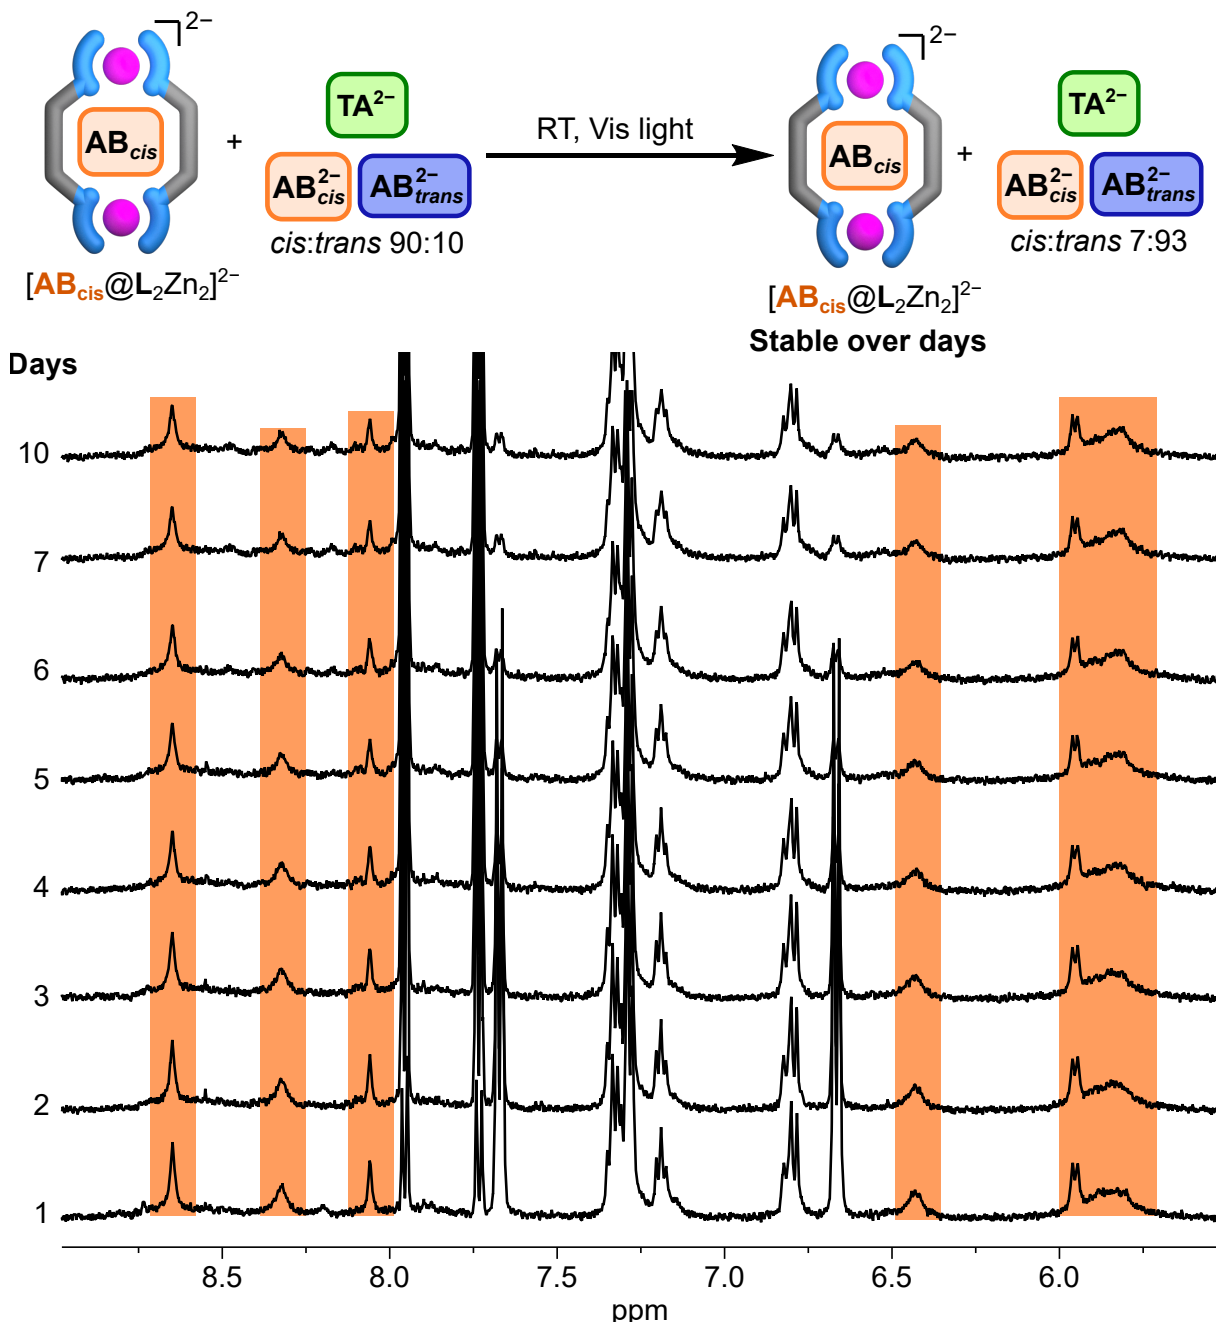 2−
2−
AB cis
+
TA2−
AB2− cis
AB2− trans
cis:trans 90:10
RT, Vis light
AB cis
+
TA2−
AB2− cis
AB2− trans
cis:trans 7:93
[ABcis@L2Zn2]2−
[ABcis@L2Zn2]2−
Stable over days
Days
10
7
6
5
4
3
2
1
8.5 8.0 7.5 7.0 6.5 6.0
ppm